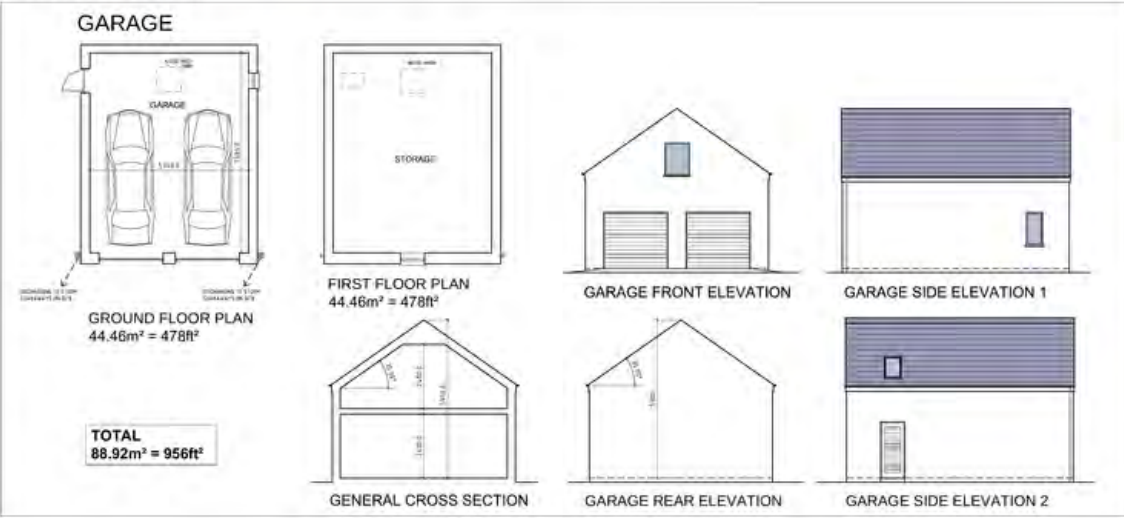 GARAGE
GARAGE
GROUND FLOOR PLAN
44.46m² = 478ft²
STORAGE
FIRST FLOOR PLAN
44.46m² = 478ft²
GARAGE FRONT ELEVATION
GARAGE SIDE ELEVATION 1
TOTAL
88.92m² = 956ft²
GENERAL CROSS SECTION
GARAGE REAR ELEVATION
GARAGE SIDE ELEVATION 2